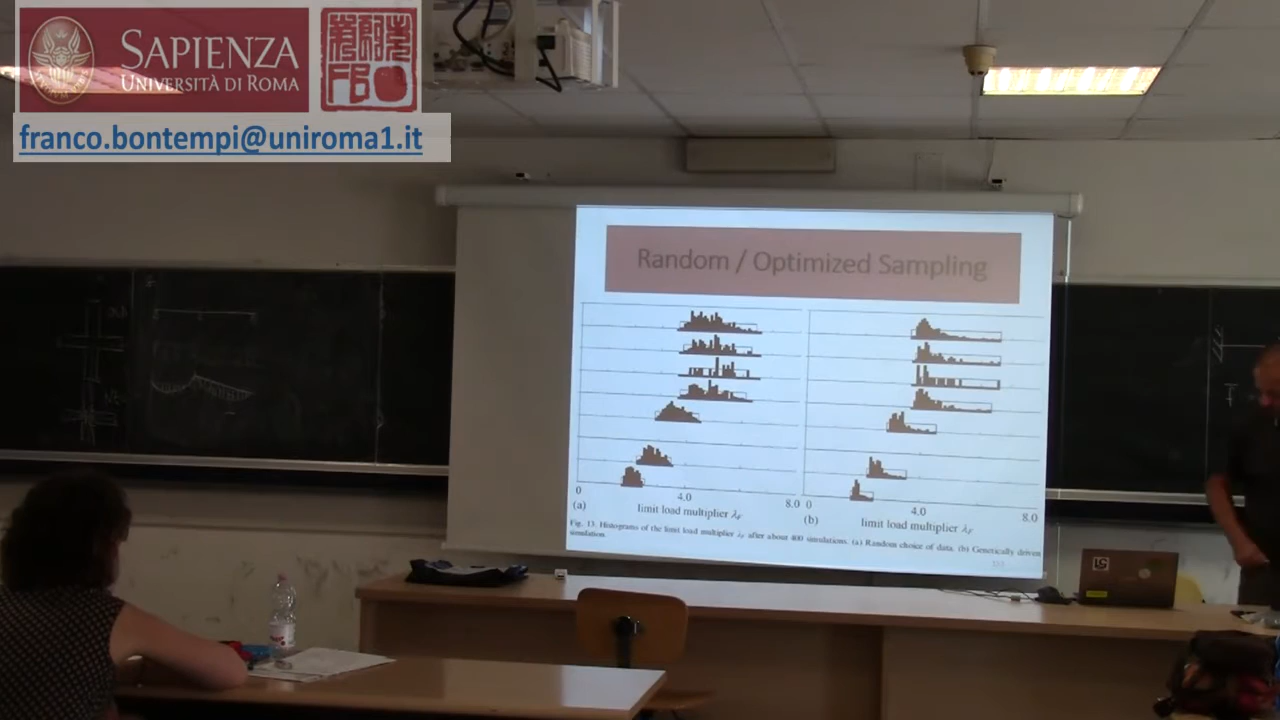 SAPIENZA
UNIVERSITÀ DI ROMA
FBO
franco.bontempi@uniroma1.it
Random / Optimized Sampling
0 4.0 8.0 0 4.0 8.0
(a) limit load multiplier λF (b) limit load multiplier λF
Fig. 13. Histograms of the limit load multiplier λF after about 400 simulations. (a) Random choice of data. (b) Genetically driven
simulation.